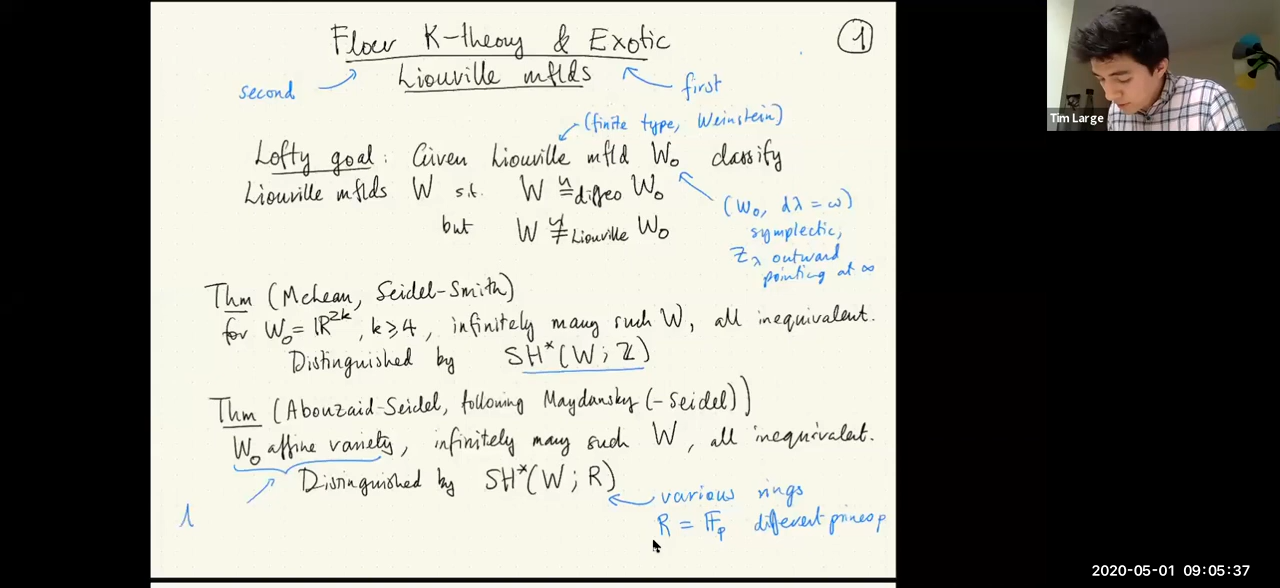 Floer K-theory & Exotic
Liouville mflds
①
second
first
(finite type, Weinstein)
Lofty goal: Given Liouville mfld W₀ classify
Liouville mflds W s.t. W ≅diffeo W₀
but W ≇Liouville W₀
(W₀, dλ = ω)
symplectic,
Z_λ outward
pointing at ∞
Thm (McLean, Seidel-Smith)
for W₀ = ℝ²ᵏ, k ≥ 4, infinitely many such W, all inequivalent.
Distinguished by SH*(W; ℤ)
Thm (Abouzaid-Seidel, following Maydansky (-Seidel))
W₀ affine variety, infinitely many such W, all inequivalent.
Distinguished by SH*(W; R)
various rings
R = 𝔽ₚ different primes p
Tim Large
2020-05-01 09:05:37